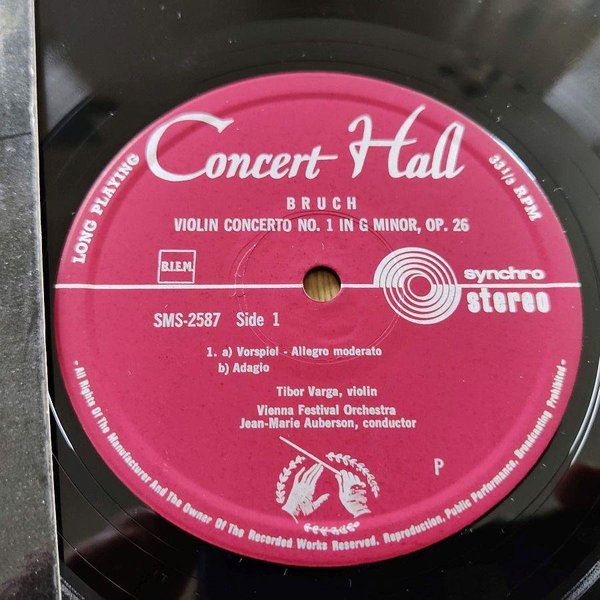 Concert Hall
LONG PLAYING
33 1/3 RPM
BRUCH
VIOLIN CONCERTO NO. 1 IN G MINOR, OP. 26
B.I.E.M.
synchro
stereo
SMS-2587 Side 1
1. a) Vorspiel - Allegro moderato
b) Adagio
Tibor Varga, violin
Vienna Festival Orchestra
Jean-Marie Auberson, conductor
P
· All Rights Of The Manufacturer And The Owner Of The Recorded Works Reserved. Reproduction, Public Performance, Broadcasting Prohibited ·